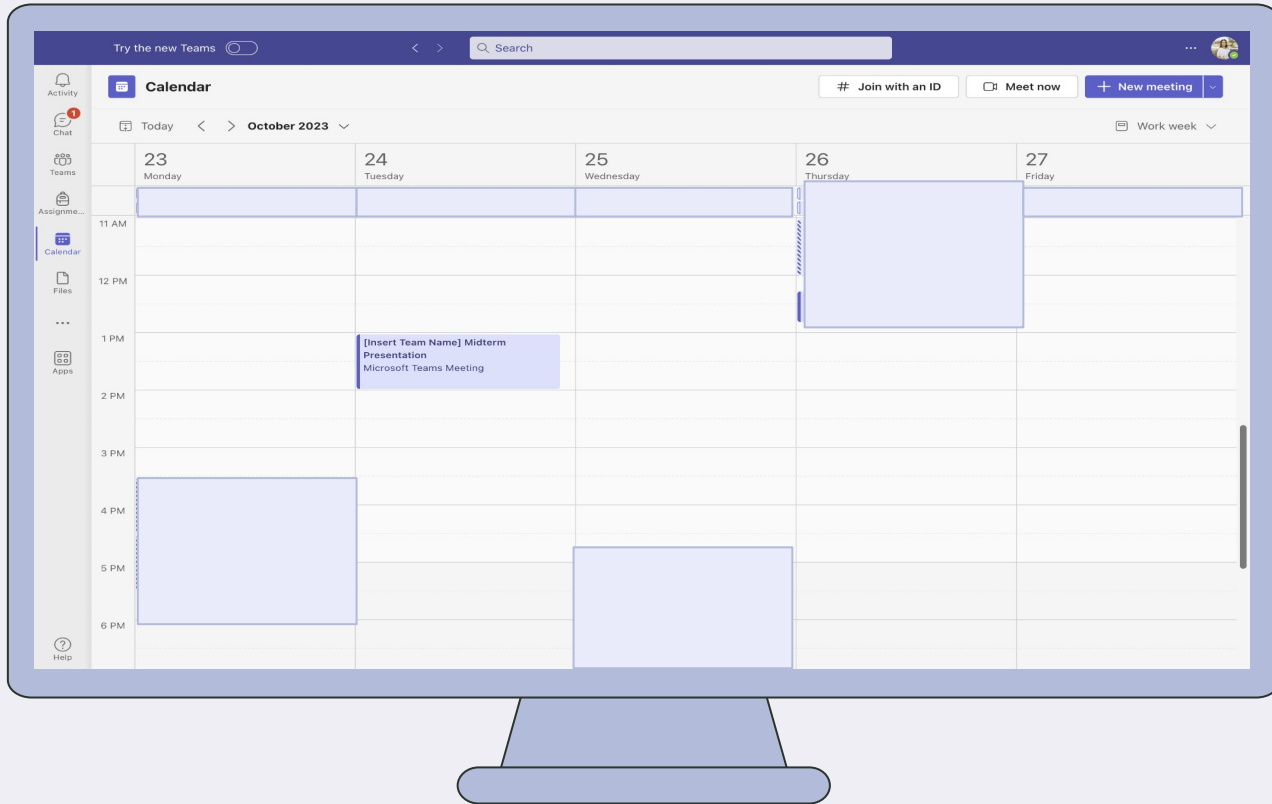 Try the new Teams
Search
...
Activity
Calendar
# Join with an ID
Meet now
+ New meeting
1
Chat
Today
October 2023
Work week
Teams
23
Monday
24
Tuesday
25
Wednesday
26
Thursday
27
Friday
Assignme...
Calendar
Files
...
Apps
Help
11 AM
12 PM
1 PM
[Insert Team Name] Midterm
Presentation
Microsoft Teams Meeting
2 PM
3 PM
4 PM
5 PM
6 PM